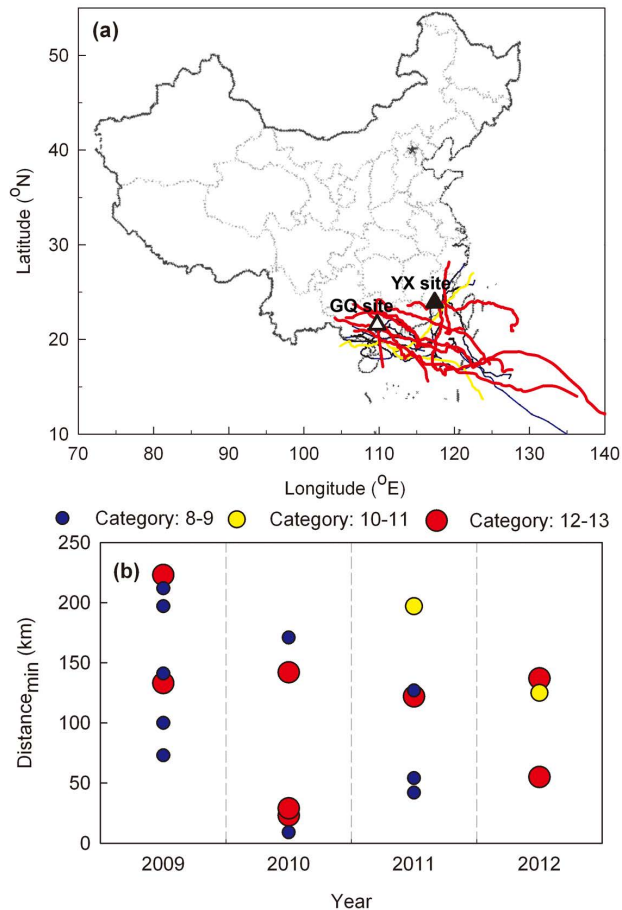 (a)
50
40
30
20
10
Latitude (°N)
YX site
GQ site
70 80 90 100 110 120 130 140
Longitude (°E)
Category: 8-9 Category: 10-11 Category: 12-13
(b)
250
200
150
100
50
0
Distancemin (km)
2009 2010 2011 2012
Year